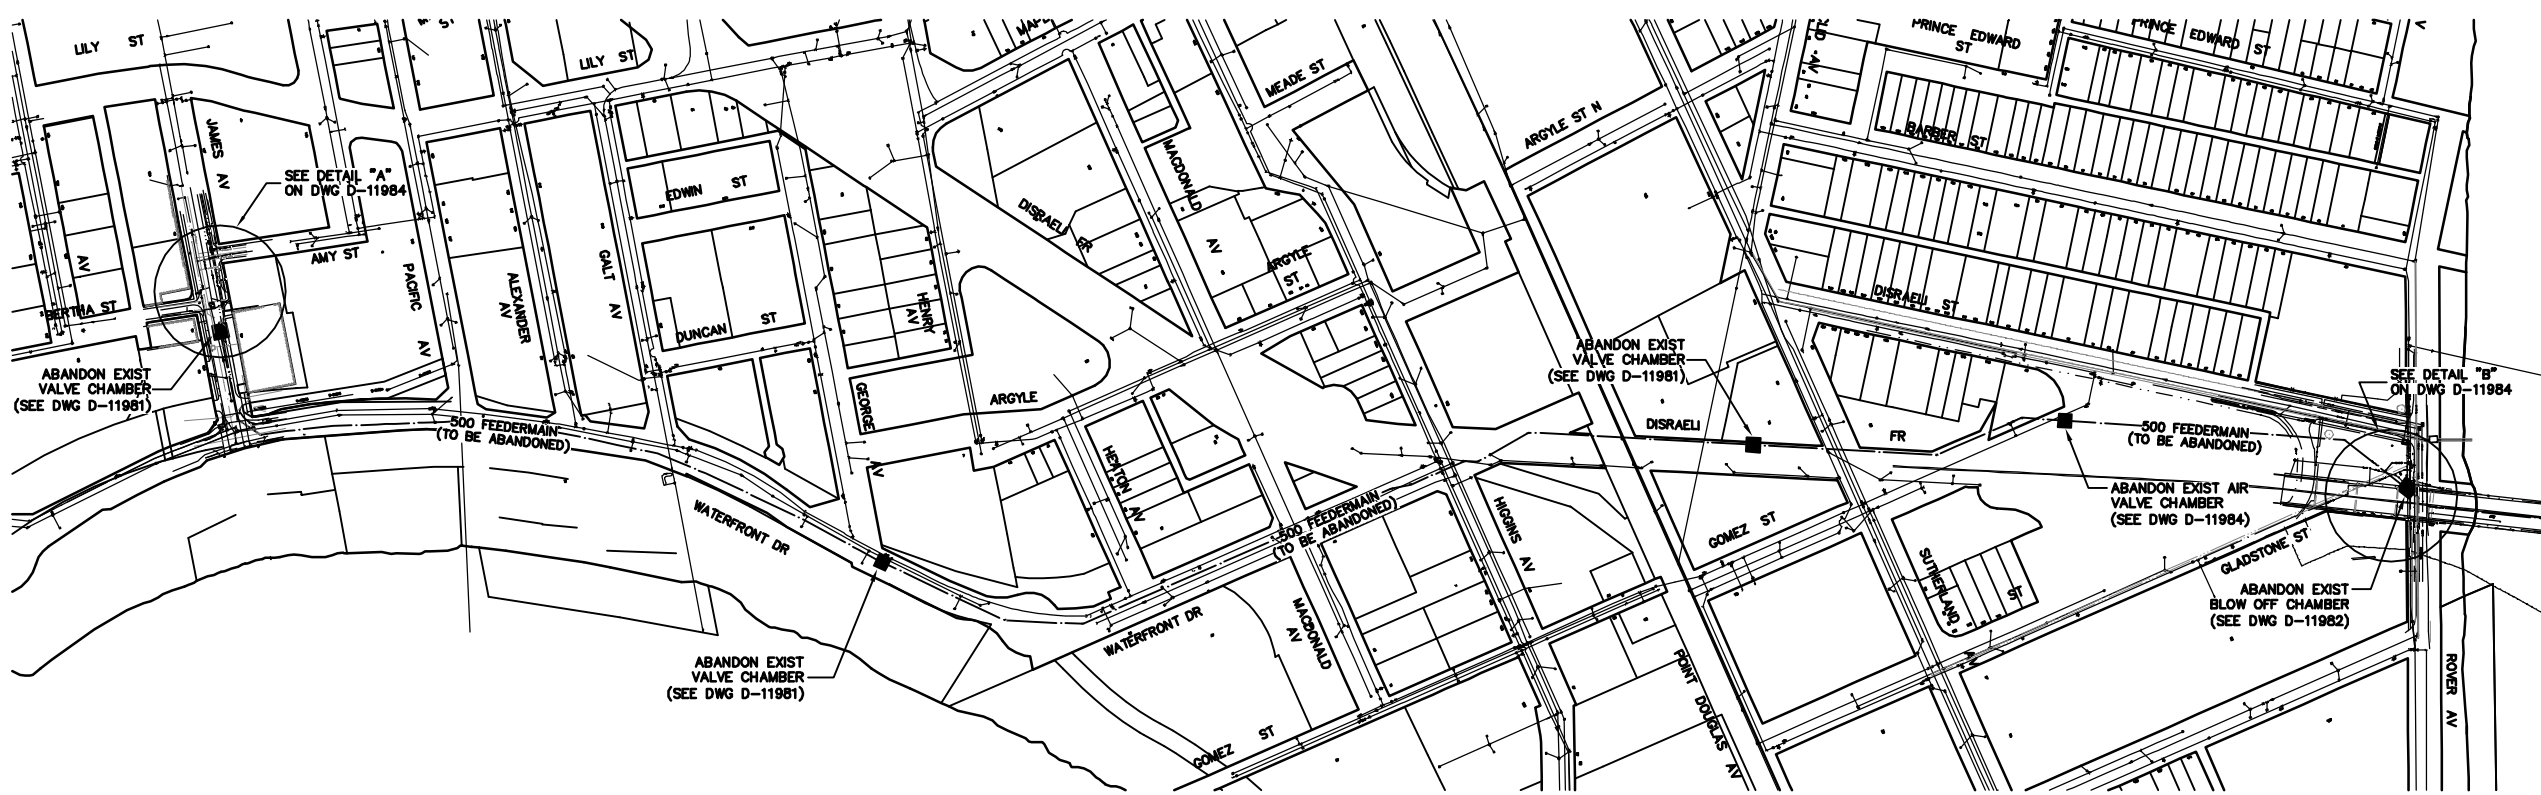 LILY ST
ST
LILY ST
MEADE ST
ARGYLE ST N
PRINCE EDWARD
ST
PRINCE EDWARD ST
AV
BARBER ST
JAMES AV
SEE DETAIL "A"
ON DWG D-11984
EDWIN ST
MACDONALD
AV
DISRAELI FR
ARGYLE
ST
AMY ST
AV
PACIFIC
AV
ALEXANDER
AV
GALT
AV
HENRY
AV
DISRAELI ST
BERTHA ST
DUNCAN ST
ABANDON EXIST
VALVE CHAMBER
(SEE DWG D-11981)
ABANDON EXIST
VALVE CHAMBER
(SEE DWG D-11981)
SEE DETAIL "B"
ON DWG D-11984
GEORGE
AV
ARGYLE
500 FEEDERMAIN
(TO BE ABANDONED)
DISRAELI
FR
500 FEEDERMAIN
(TO BE ABANDONED)
HEATON
AV
WATERFRONT DR
500 FEEDERMAIN
(TO BE ABANDONED)
HIGGINS AV
GOMEZ ST
ABANDON EXIST AIR
VALVE CHAMBER
(SEE DWG D-11984)
GLADSTONE ST
SUTHERLAND
ST
AV
ABANDON EXIST
BLOW OFF CHAMBER
(SEE DWG D-11982)
WATERFRONT DR
MACDONALD
AV
ABANDON EXIST
VALVE CHAMBER
(SEE DWG D-11981)
POINT DOUGLAS AV
ROVER AV
GOMEZ ST